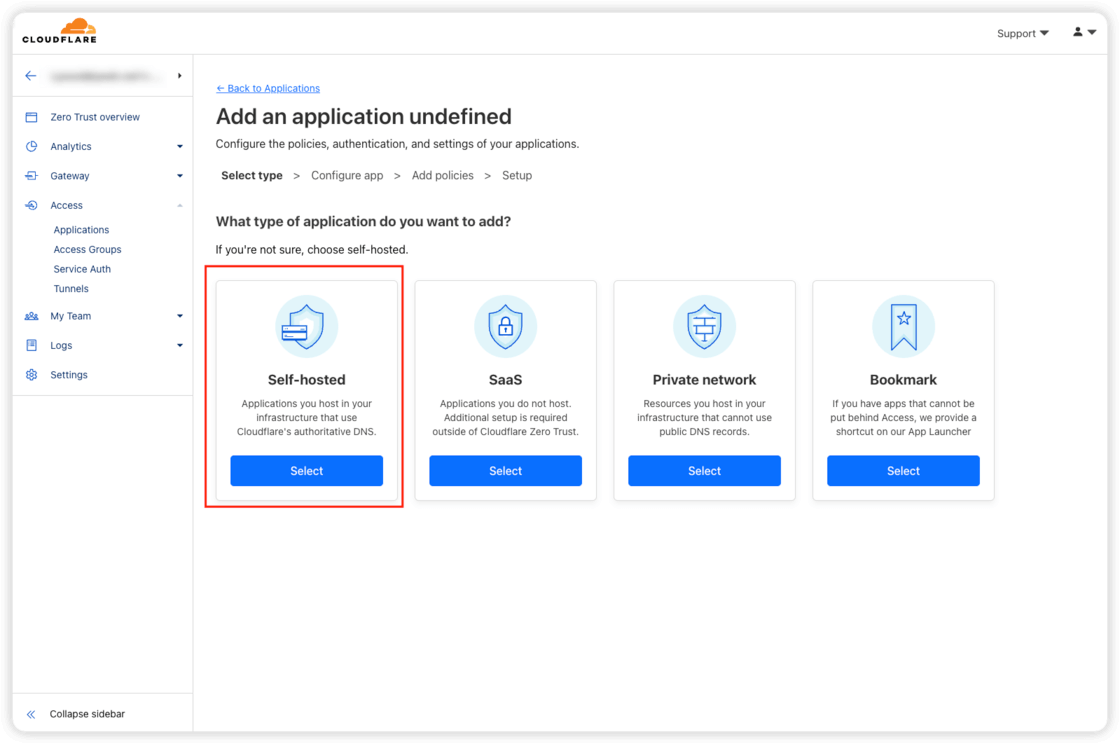 CLOUDFLARE
Support
Zero Trust overview
Analytics
Gateway
Access
Applications
Access Groups
Service Auth
Tunnels
My Team
Logs
Settings
Collapse sidebar
← Back to Applications
Add an application undefined
Configure the policies, authentication, and settings of your applications.
Select type > Configure app > Add policies > Setup
What type of application do you want to add?
If you're not sure, choose self-hosted.
Self-hosted
Applications you host in your
infrastructure that use
Cloudflare's authoritative DNS.
Select
SaaS
Applications you do not host.
Additional setup is required
outside of Cloudflare Zero Trust.
Select
Private network
Resources you host in your
infrastructure that cannot use
public DNS records.
Select
Bookmark
If you have apps that cannot be
put behind Access, we provide a
shortcut on our App Launcher
Select